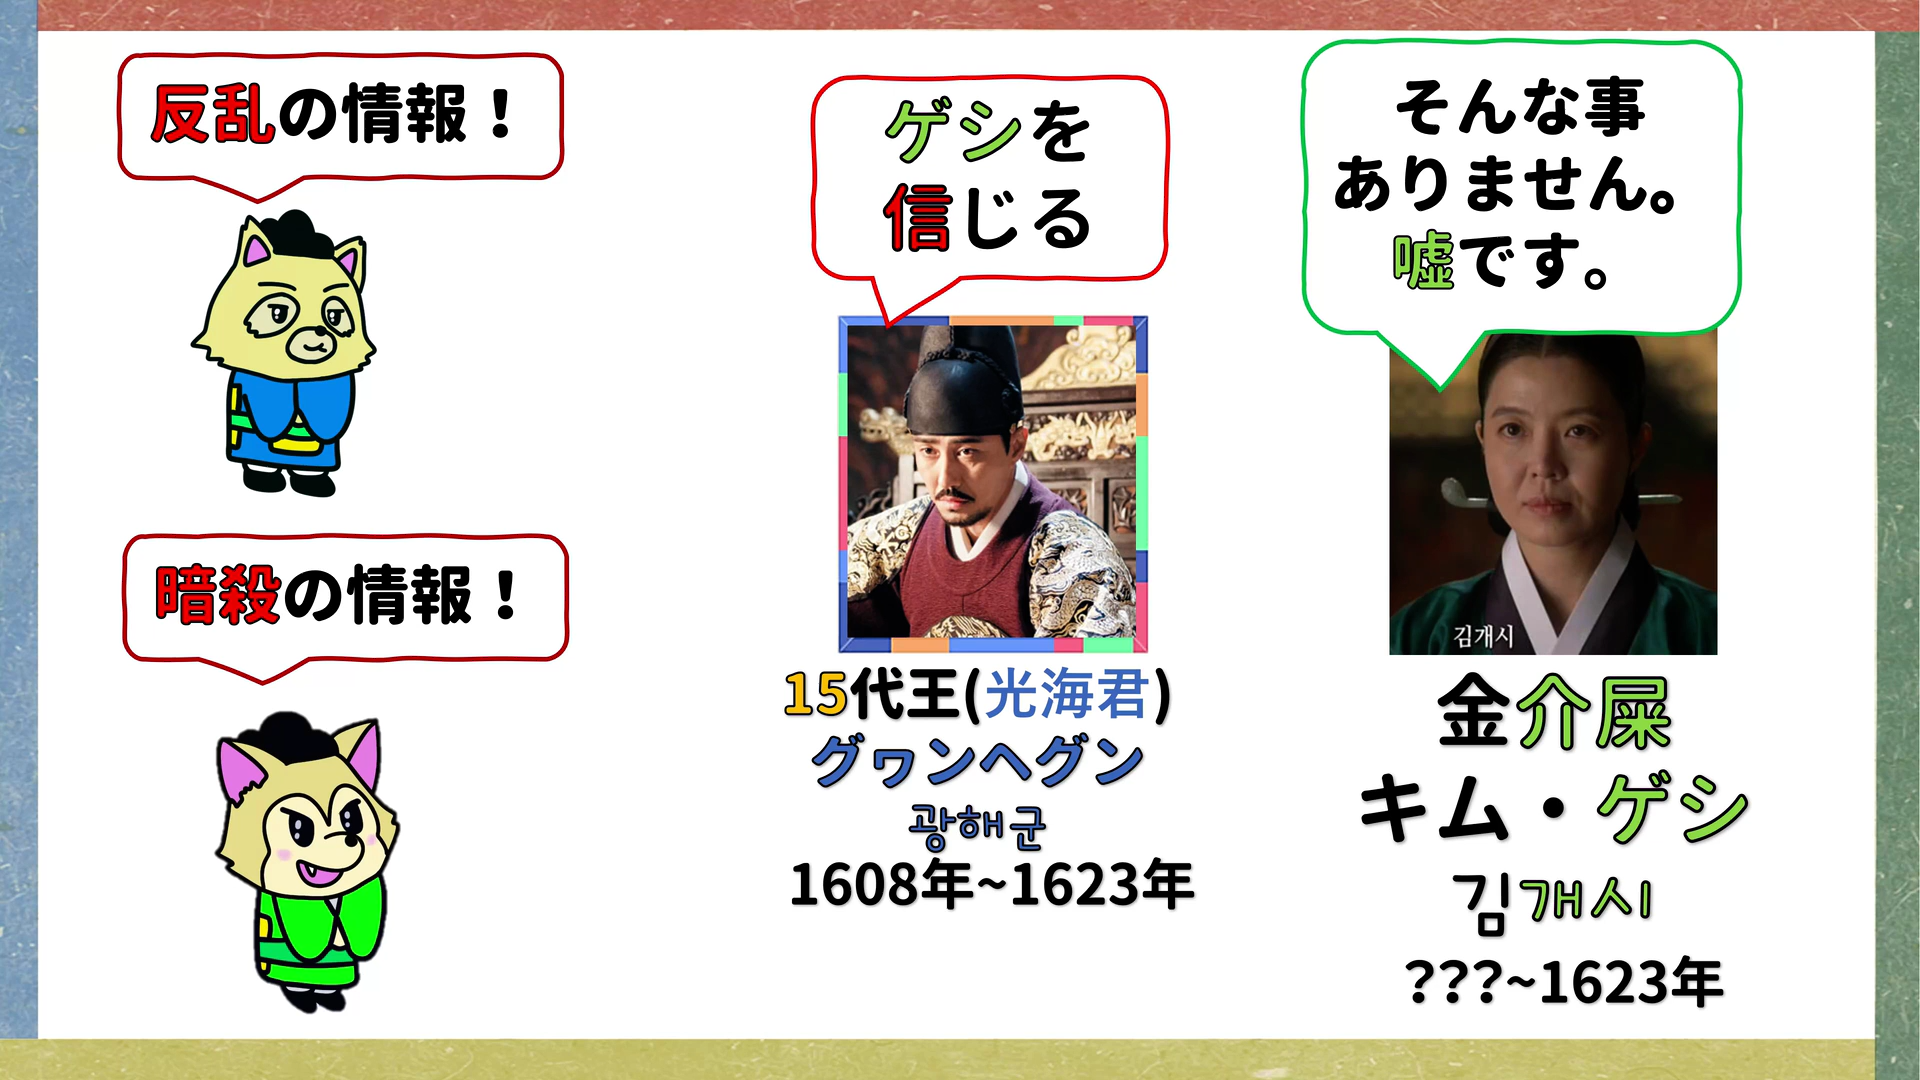 反乱の情報！
暗殺の情報！
ゲシを
信じる
15代王(光海君)
グヮンヘグン
광해군
1608年~1623年
そんな事
ありません。
嘘です。
김개시
金介屎
キム・ゲシ
김개시
???~1623年